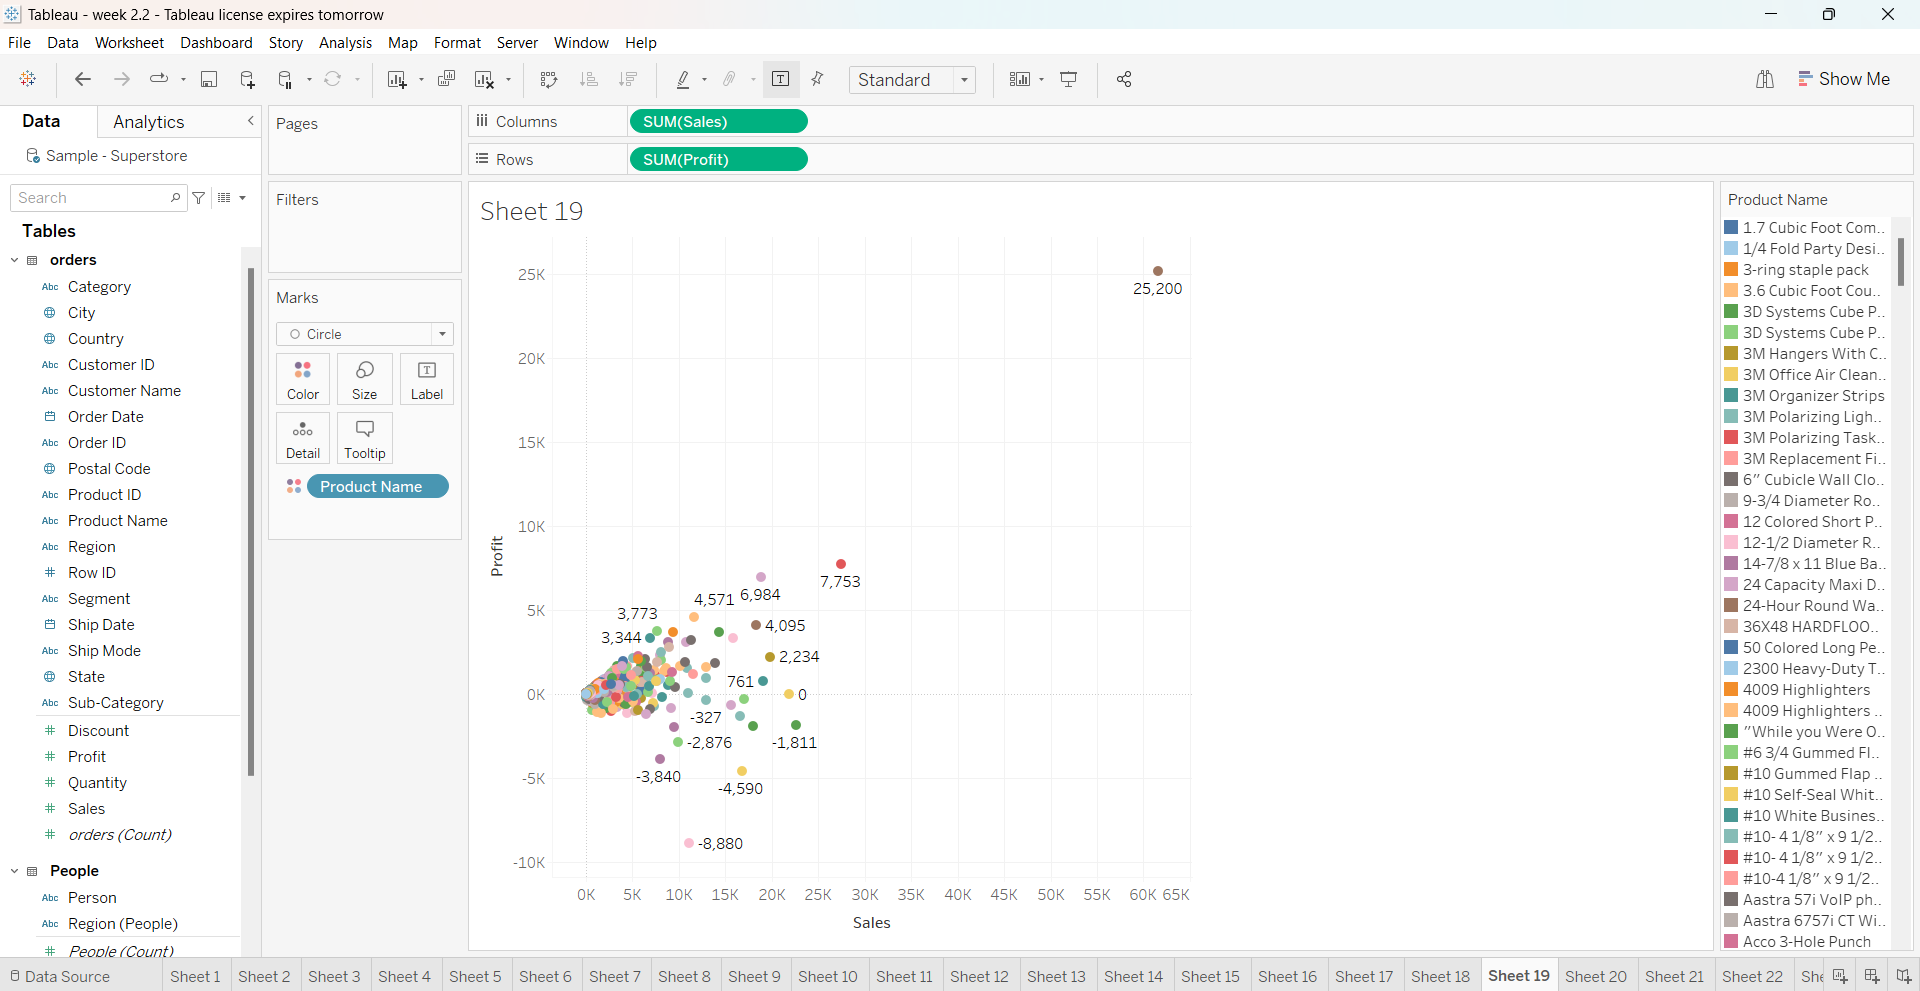 Tableau - week 2.2 - Tableau license expires tomorrow
File Data Worksheet Dashboard Story Analysis Map Format Server Window Help
Standard
Show Me
Data Analytics
Sample - Superstore
Search
Tables
orders
Abc Category
City
Country
Abc Customer ID
Abc Customer Name
Order Date
Abc Order ID
Postal Code
Abc Product ID
Abc Product Name
Abc Region
# Row ID
Abc Segment
Ship Date
Abc Ship Mode
State
Abc Sub-Category
# Discount
# Profit
# Quantity
# Sales
# orders (Count)
People
Abc Person
Abc Region (People)
# People (Count)
Pages
Filters
Marks
Circle
Color Size Label
Detail Tooltip
Product Name
Columns SUM(Sales)
Rows SUM(Profit)
Sheet 19
25K
20K
15K
10K
5K
0K
-5K
-10K
Profit
25,200
7,753
6,984
4,571
3,773
4,095
3,344
2,234
761
0
-327
-2,876
-1,811
-3,840
-4,590
-8,880
0K 5K 10K 15K 20K 25K 30K 35K 40K 45K 50K 55K 60K 65K
Sales
Product Name
1.7 Cubic Foot Com..
1/4 Fold Party Desi..
3-ring staple pack
3.6 Cubic Foot Cou..
3D Systems Cube P..
3D Systems Cube P..
3M Hangers With C..
3M Office Air Clean..
3M Organizer Strips
3M Polarizing Ligh..
3M Polarizing Task..
3M Replacement Fi..
6" Cubicle Wall Clo..
9-3/4 Diameter Ro..
12 Colored Short P..
12-1/2 Diameter R..
14-7/8 x 11 Blue Ba..
24 Capacity Maxi D..
24-Hour Round Wa..
36X48 HARDFLOO..
50 Colored Long Pe..
2300 Heavy-Duty T..
4009 Highlighters
4009 Highlighters ..
"While you Were O..
#6 3/4 Gummed Fl..
#10 Gummed Flap ..
#10 Self-Seal Whit..
#10 White Busines..
#10- 4 1/8" x 9 1/2..
#10- 4 1/8" x 9 1/2..
#10-4 1/8" x 9 1/2..
Aastra 57i VoIP ph..
Aastra 6757i CT Wi..
Acco 3-Hole Punch
Data Source Sheet 1 Sheet 2 Sheet 3 Sheet 4 Sheet 5 Sheet 6 Sheet 7 Sheet 8 Sheet 9 Sheet 10 Sheet 11 Sheet 12 Sheet 13 Sheet 14 Sheet 15 Sheet 16 Sheet 17 Sheet 18 Sheet 19 Sheet 20 Sheet 21 Sheet 22